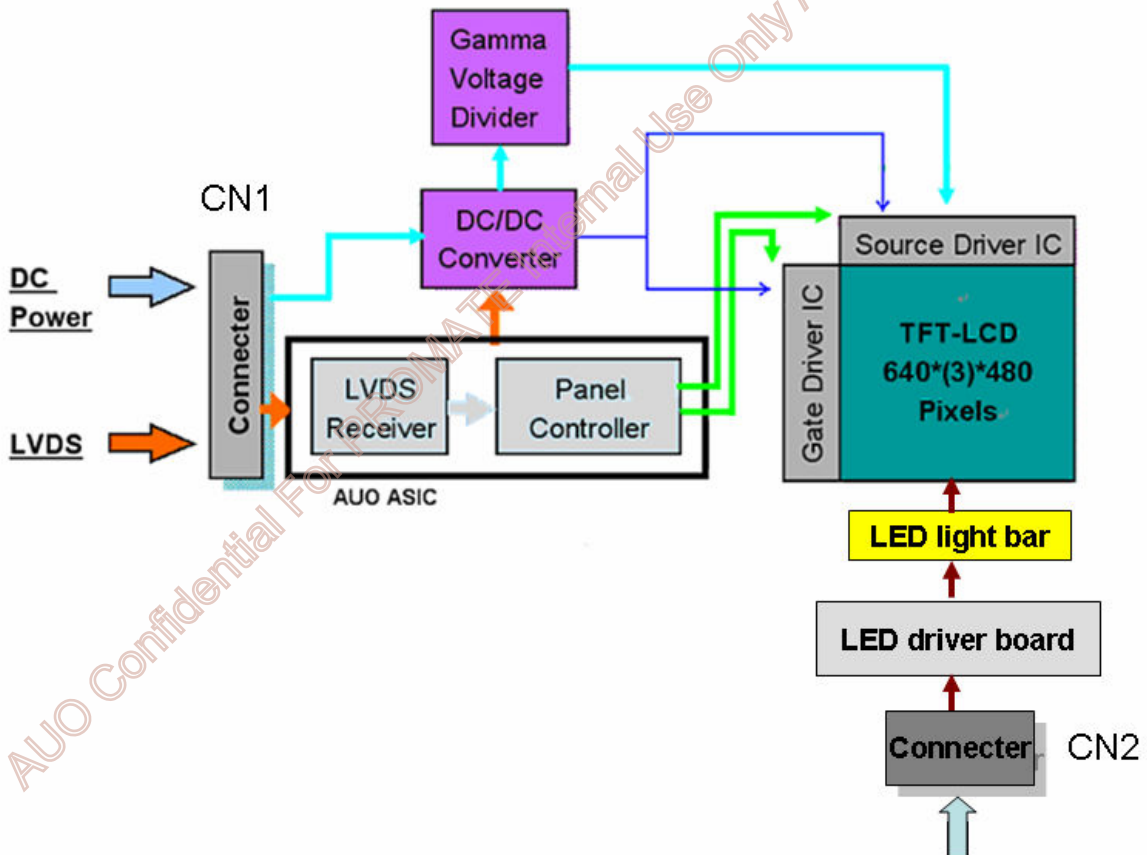 Gamma
Voltage
Divider
CN1
DC/DC
Converter
DC
Power
LVDS
Connecter
LVDS
Receiver
Panel
Controller
AUO ASIC
Source Driver IC
Gate Driver IC
TFT-LCD
640*(3)*480
Pixels
LED light bar
LED driver board
Connecter
CN2
AUO Confidential For PROMATE Internal Use Only /